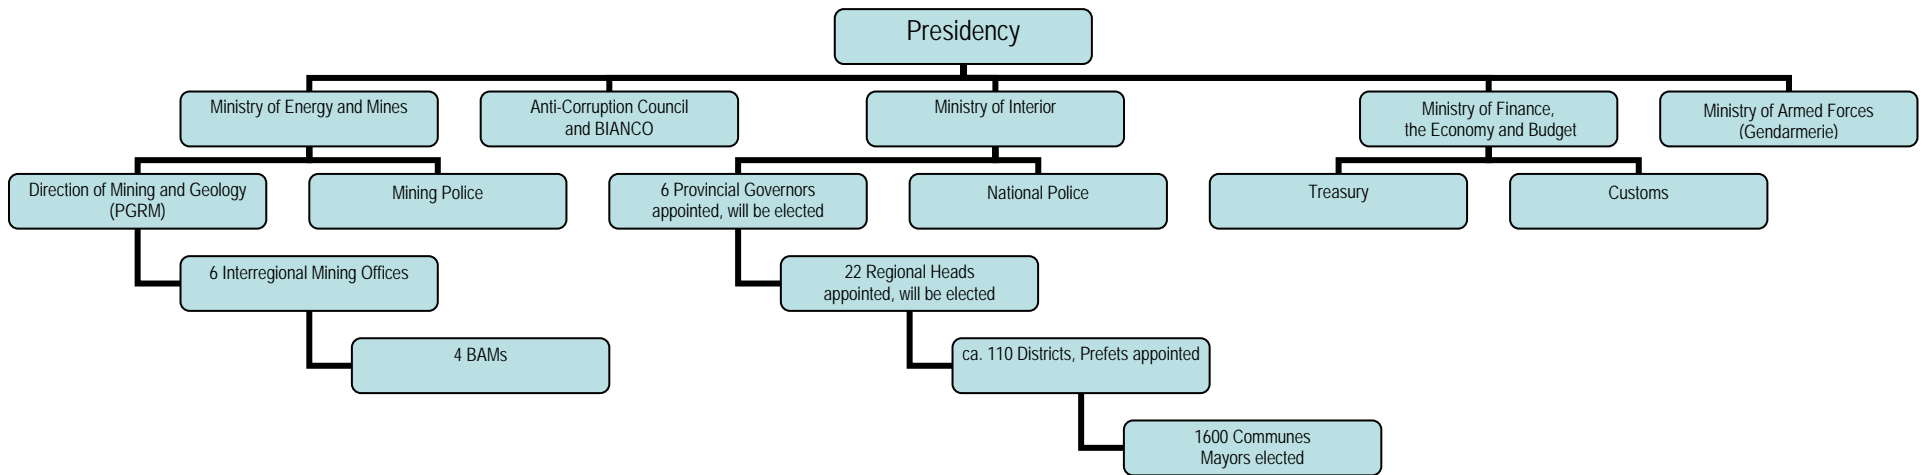 Presidency
Ministry of Energy and Mines
Anti-Corruption Council
and BIANCO
Ministry of Interior
Ministry of Finance,
the Economy and Budget
Ministry of Armed Forces
(Gendarmerie)
Direction of Mining and Geology
(PGRM)
Mining Police
6 Provincial Governors
appointed, will be elected
National Police
Treasury
Customs
6 Interregional Mining Offices
22 Regional Heads
appointed, will be elected
4 BAMs
ca. 110 Districts, Prefets appointed
1600 Communes
Mayors elected